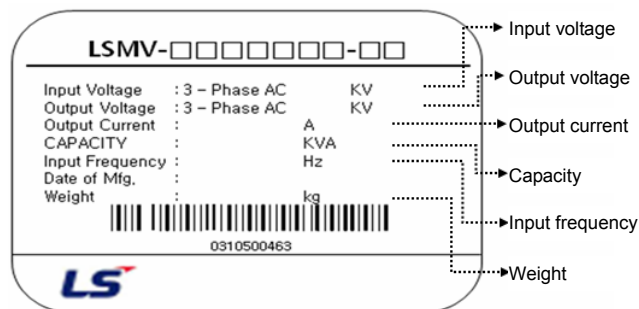 LSMV-□□□□□□□-□□
Input Voltage : 3 – Phase AC KV
Output Voltage : 3 – Phase AC KV
Output Current : A
CAPACITY : KVA
Input Frequency : Hz
Date of Mfg.
Weight : kg
0310500463
LS
Input voltage
Output voltage
Output current
Capacity
Input frequency
Weight